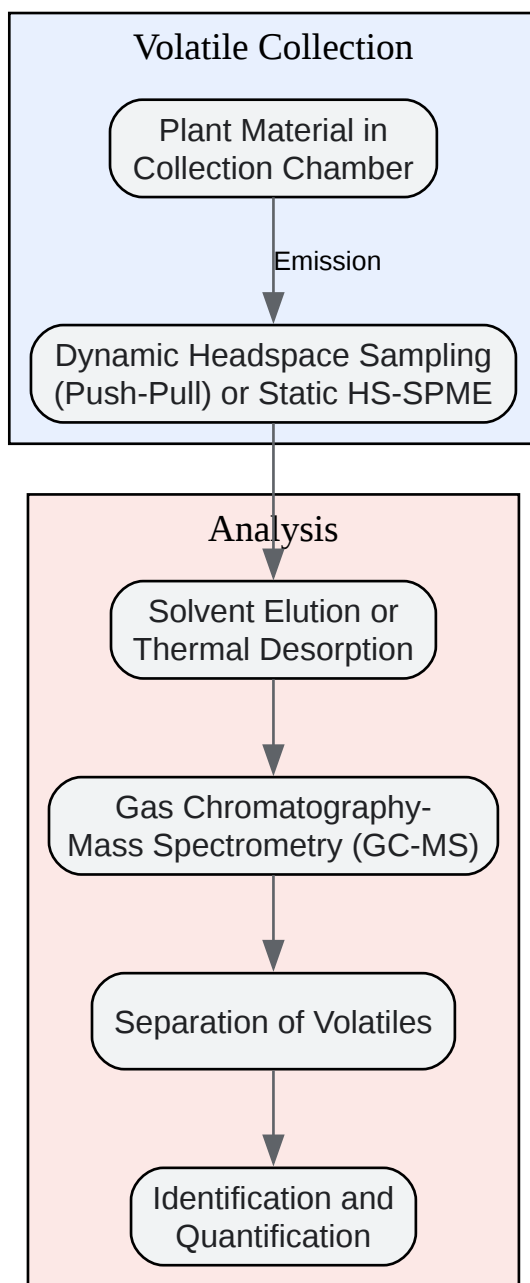 Volatile Collection
Plant Material in
Collection Chamber
Emission
Dynamic Headspace Sampling
(Push-Pull) or Static HS-SPME
Analysis
Solvent Elution or
Thermal Desorption
Gas Chromatography-
Mass Spectrometry (GC-MS)
Separation of Volatiles
Identification and
Quantification